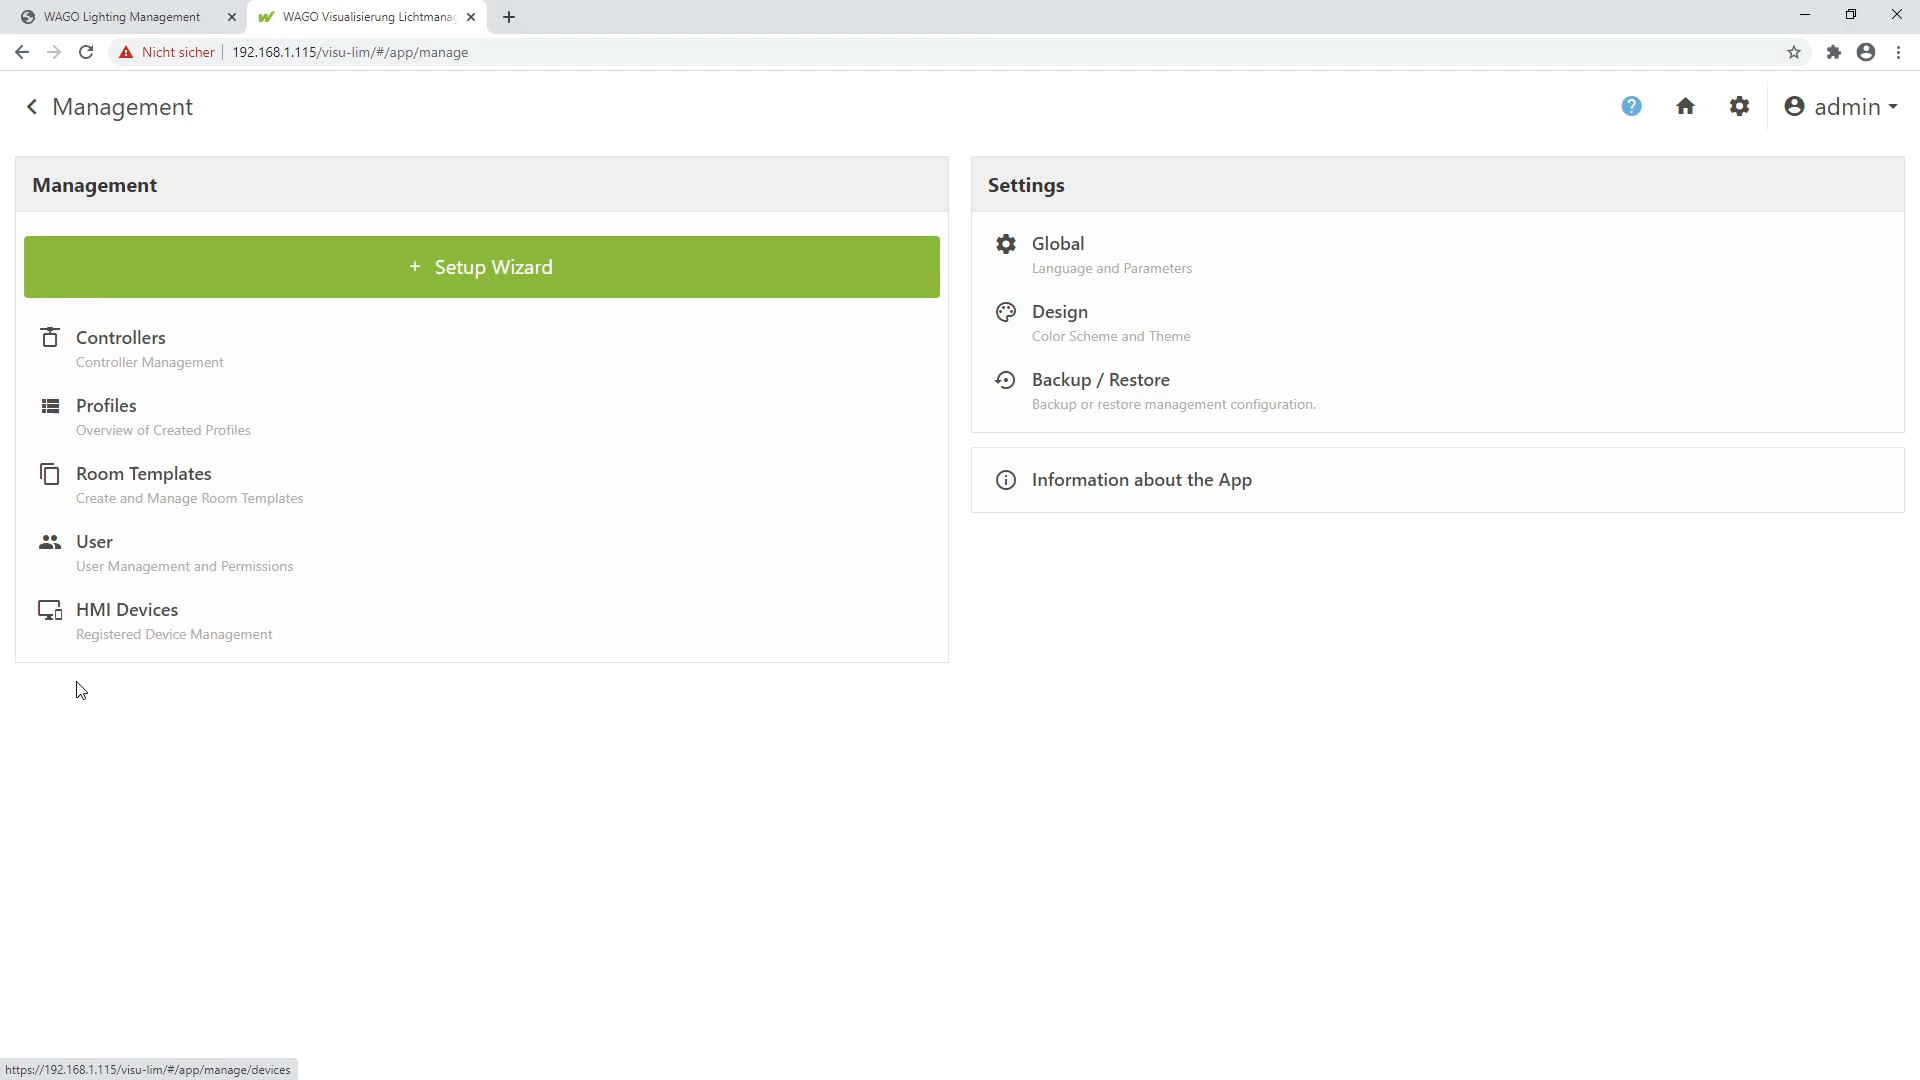 WAGO Lighting Management
WAGO Visualisierung Lichtmanag
Nicht sicher
192.168.1.115/visu-lim/#/app/manage
Management
admin
Management
+ Setup Wizard
Controllers
Controller Management
Profiles
Overview of Created Profiles
Room Templates
Create and Manage Room Templates
User
User Management and Permissions
HMI Devices
Registered Device Management
Settings
Global
Language and Parameters
Design
Color Scheme and Theme
Backup / Restore
Backup or restore management configuration.
Information about the App
https://192.168.1.115/visu-lim/#/app/manage/devices